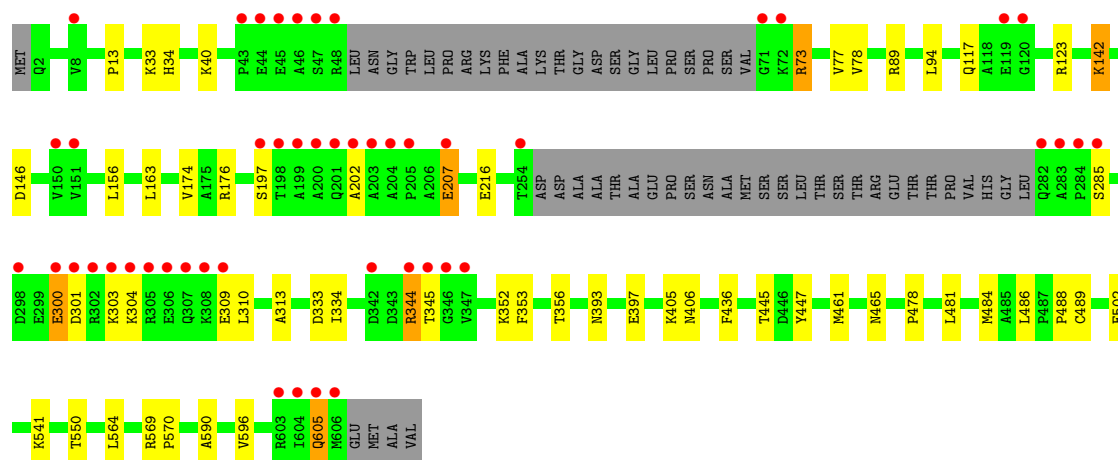 MET Q2 V8 P13 K33 H34 K40 P43 E44 E45 A46 S47 R48 LEU ASN GLY TRP LEU PRO ARG LYS PHE ALA LYS THR GLY ASP SER GLY LEU PRO SER PRO SER VAL G71 K72 R73 V77 V78 R89 L94 Q117 A118 E119 G120 R123 K142
D146 V150 V151 L156 L163 V174 A175 R176 S197 T198 A199 A200 Q201 A202 A203 A204 P205 A206 E207 E216 T254 ASP ASP ALA ALA THR ALA GLU PRO SER ASN ALA MET SER SER LEU THR SER THR ARG GLU THR THR PRO VAL HIS GLY LEU Q282 A283 P284 S285
D298 E299 E300 D301 R302 K303 K304 R305 E306 Q307 K308 E309 L310 A313 D333 I334 D342 D343 R344 T345 G346 V347 K352 F353 T356 N393 E397 K405 N406 F436 T445 D446 Y447 M461 N465 P478 L481 M484 A485 L486 P487 P488 C489
K541 T550 L564 R569 P570 A590 V596 R603 I604 Q605 M606 GLU MET ALA VAL